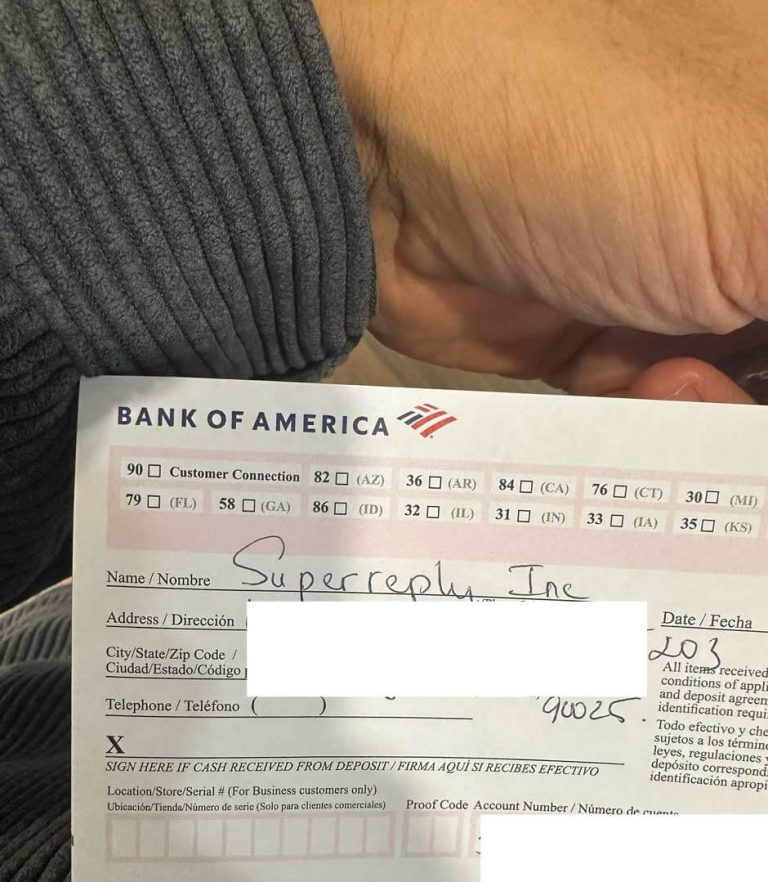 BANK OF AMERICA
90 Customer Connection 82 (AZ) 36 (AR) 84 (CA) 76 (CT) 30 (MI)
79 (FL) 58 (GA) 86 (ID) 32 (IL) 31 (IN) 33 (IA) 35 (KS)
Name / Nombre Superreply Inc
Address / Dirección
Date / Fecha
203
City/State/Zip Code /
Ciudad/Estado/Código
Telephone / Teléfono ( )
90025
All items received
conditions of appli
and deposit agreem
identification requi
Todo efectivo y che
sujetos a los término
leyes, regulaciones y
depósito correspond
identificación apropi
X
SIGN HERE IF CASH RECEIVED FROM DEPOSIT / FIRMA AQUÍ SI RECIBES EFECTIVO
Location/Store/Serial # (For Business customers only)
Ubicación/Tienda/Número de serie (Solo para clientes comerciales)
Proof Code Account Number / Número de cuenta